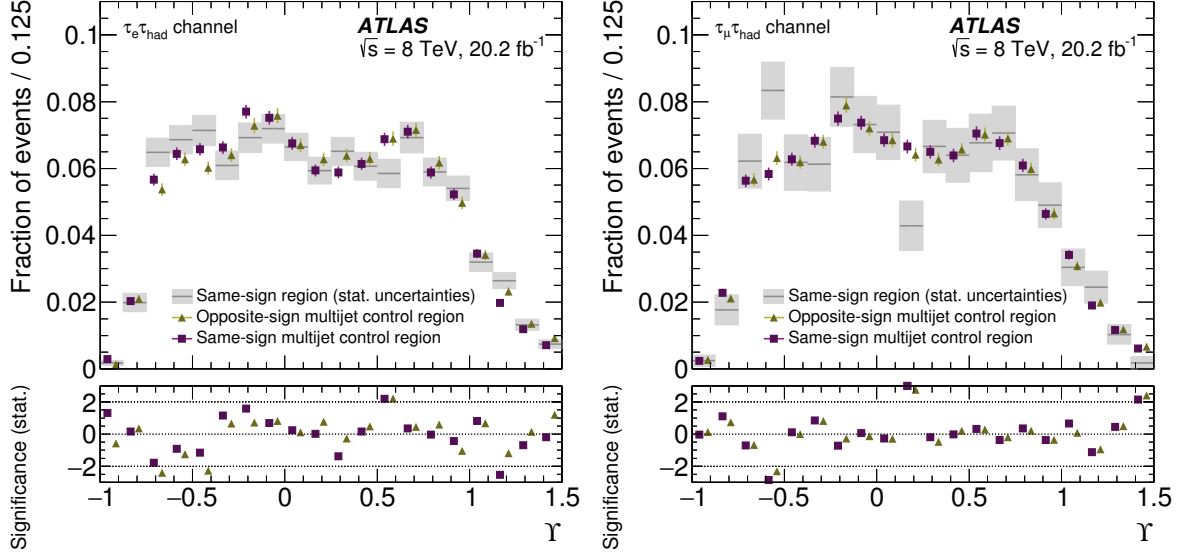 Fraction of events / 0.125
0.1
0.08
0.06
0.04
0.02
0
τeτhad channel
ATLAS
√s = 8 TeV, 20.2 fb-1
Same-sign region (stat. uncertainties)
Opposite-sign multijet control region
Same-sign multijet control region
Significance (stat.)
2
0
−2
−1 −0.5 0 0.5 1 1.5
ϒ
Fraction of events / 0.125
0.1
0.08
0.06
0.04
0.02
0
τμτhad channel
ATLAS
√s = 8 TeV, 20.2 fb-1
Same-sign region (stat. uncertainties)
Opposite-sign multijet control region
Same-sign multijet control region
Significance (stat.)
2
0
−2
−1 −0.5 0 0.5 1 1.5
ϒ